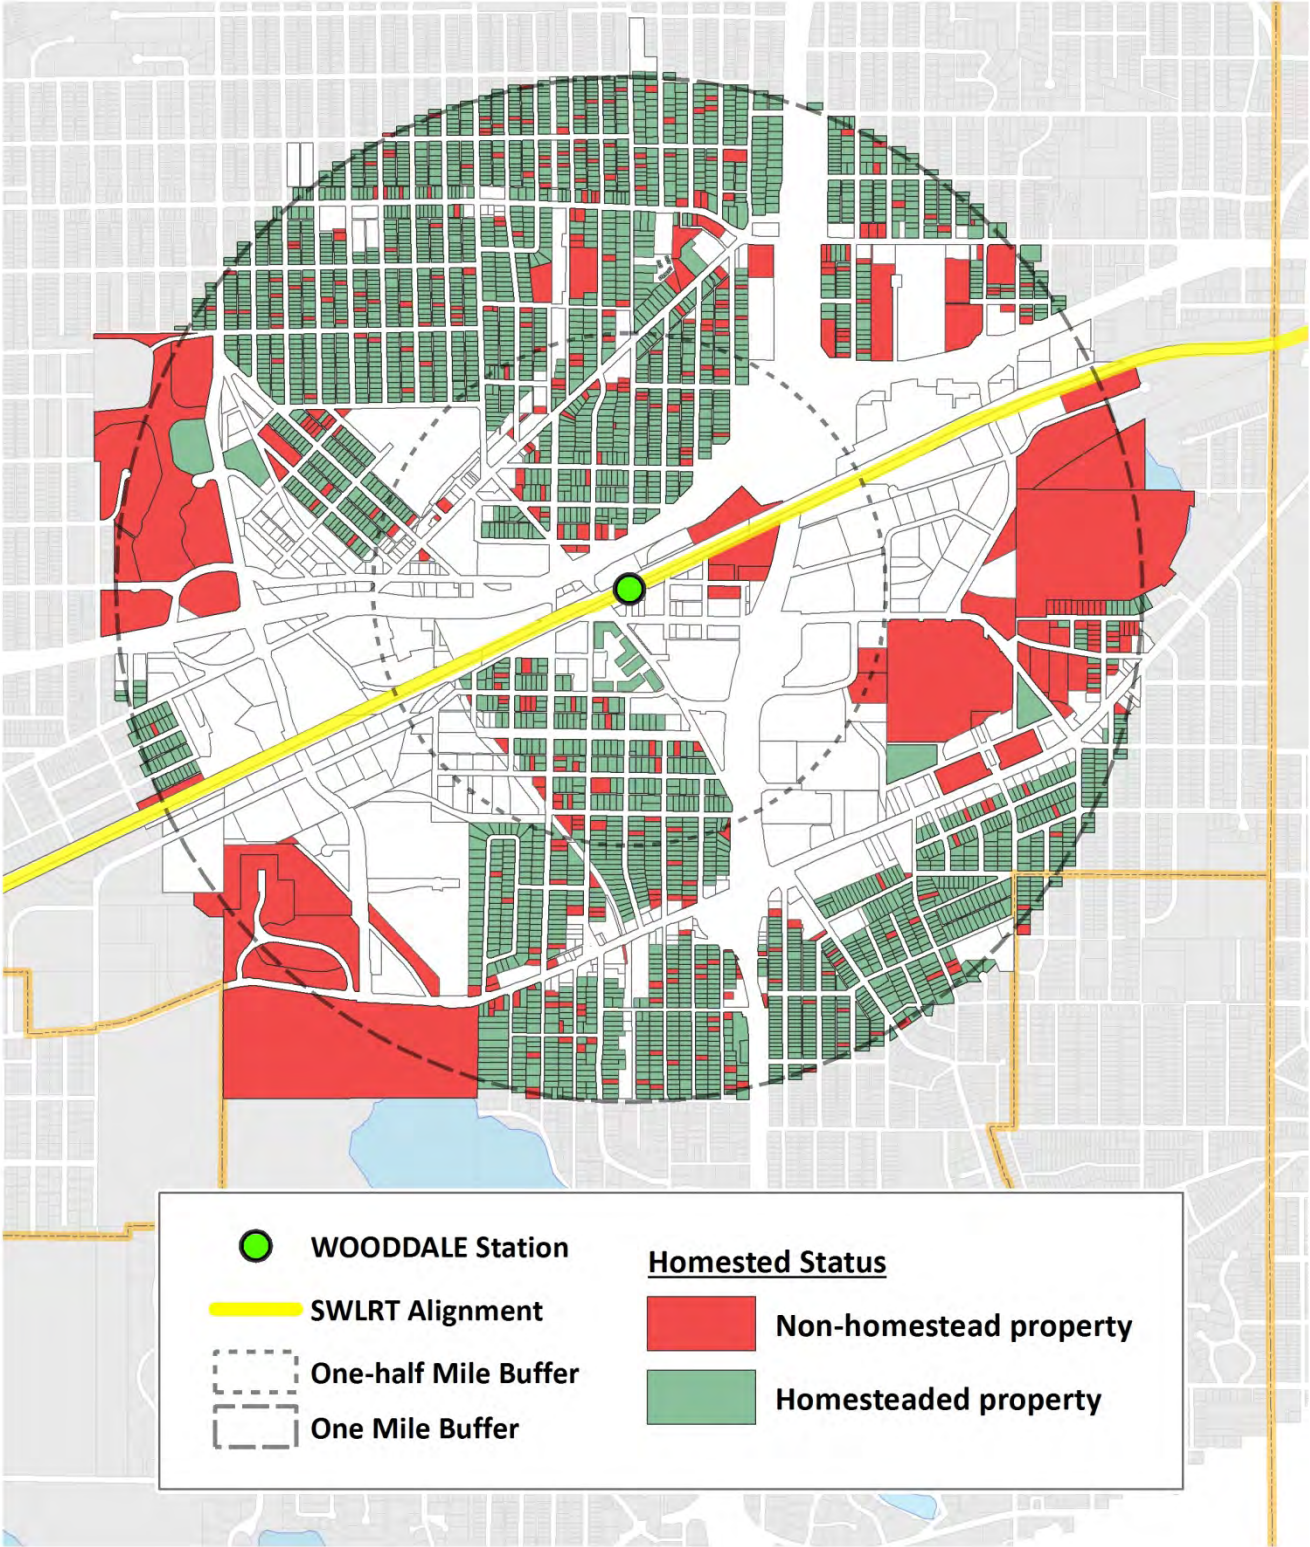 WOODDALE Station
SWLRT Alignment
One-half Mile Buffer
One Mile Buffer
Homested Status
Non-homestead property
Homesteaded property